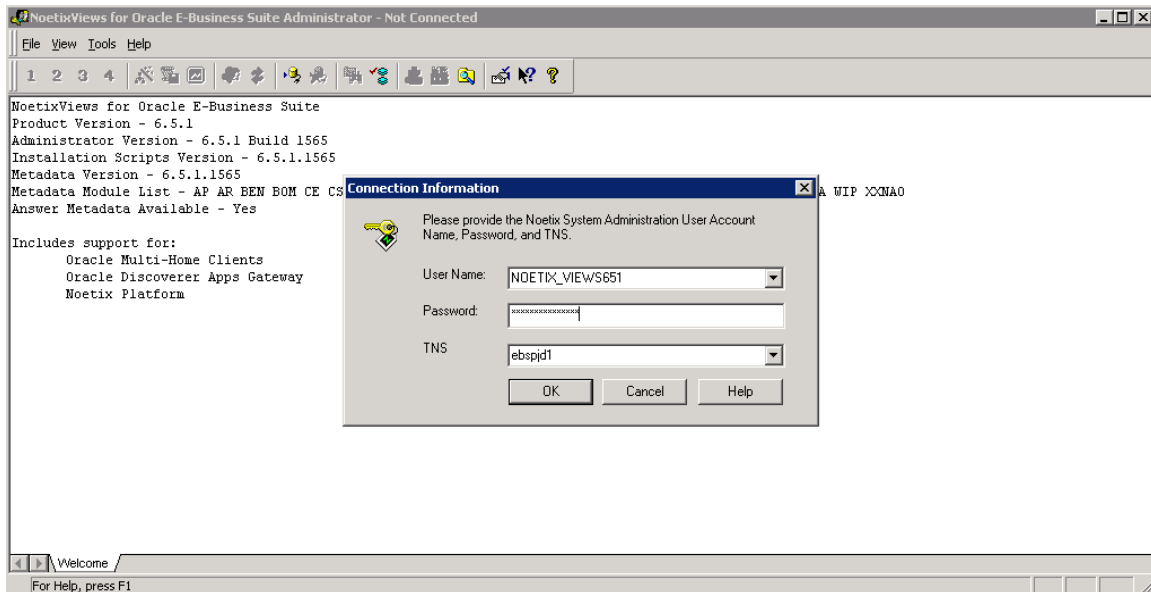 NoetixViews for Oracle E-Business Suite Administrator - Not Connected
File View Tools Help
1 2 3 4
NoetixViews for Oracle E-Business Suite
Product Version - 6.5.1
Administrator Version - 6.5.1 Build 1565
Installation Scripts Version - 6.5.1.1565
Metadata Version - 6.5.1.1565
Metadata Module List - AP AR BEN BOM CE CS A WIP XXNAO
Answer Metadata Available - Yes
Includes support for:
Oracle Multi-Home Clients
Oracle Discoverer Apps Gateway
Noetix Platform
Connection Information
Please provide the Noetix System Administration User Account
Name, Password, and TNS.
User Name: NOETIX_VIEWS651
Password: ***************
TNS ebspjd1
OK Cancel Help
Welcome
For Help, press F1